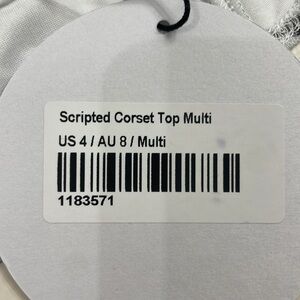 Scripted Corset Top Multi
US 4 / AU 8 / Multi
1183571